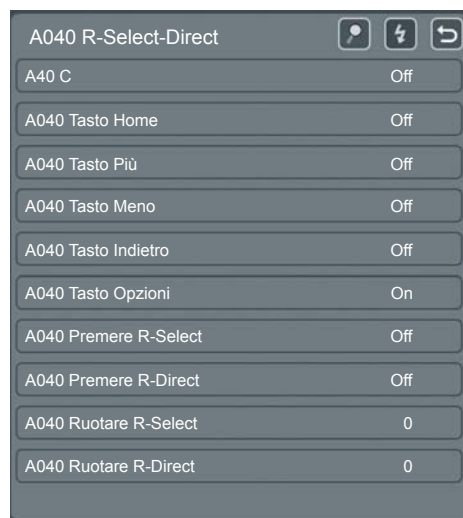 A040 R-Select-Direct
A40 C Off
A040 Tasto Home Off
A040 Tasto Più Off
A040 Tasto Meno Off
A040 Tasto Indietro Off
A040 Tasto Opzioni On
A040 Premere R-Select Off
A040 Premere R-Direct Off
A040 Ruotare R-Select 0
A040 Ruotare R-Direct 0